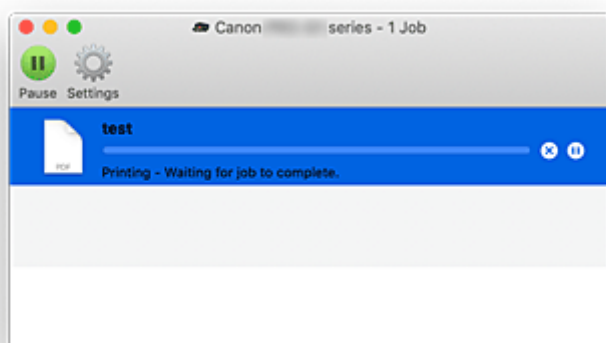 Canon series - 1 Job
Pause Settings
test
PDF
Printing - Waiting for job to complete.